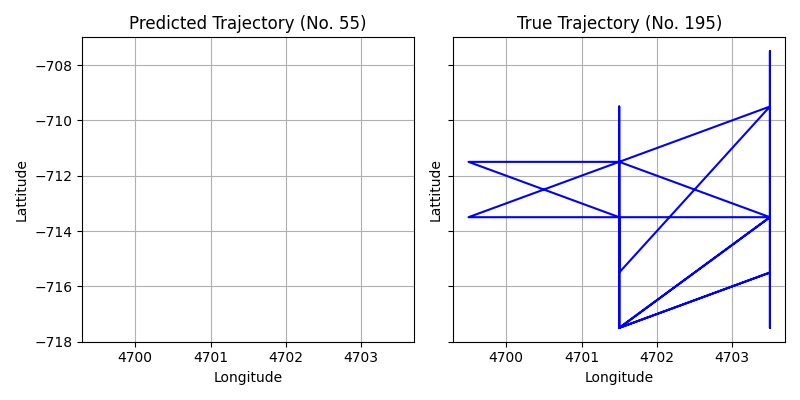 Predicted Trajectory (No. 55)
True Trajectory (No. 195)
Lattitude
−708
−710
−712
−714
−716
−718
4700 4701 4702 4703
Longitude
Lattitude
4700 4701 4702 4703
Longitude